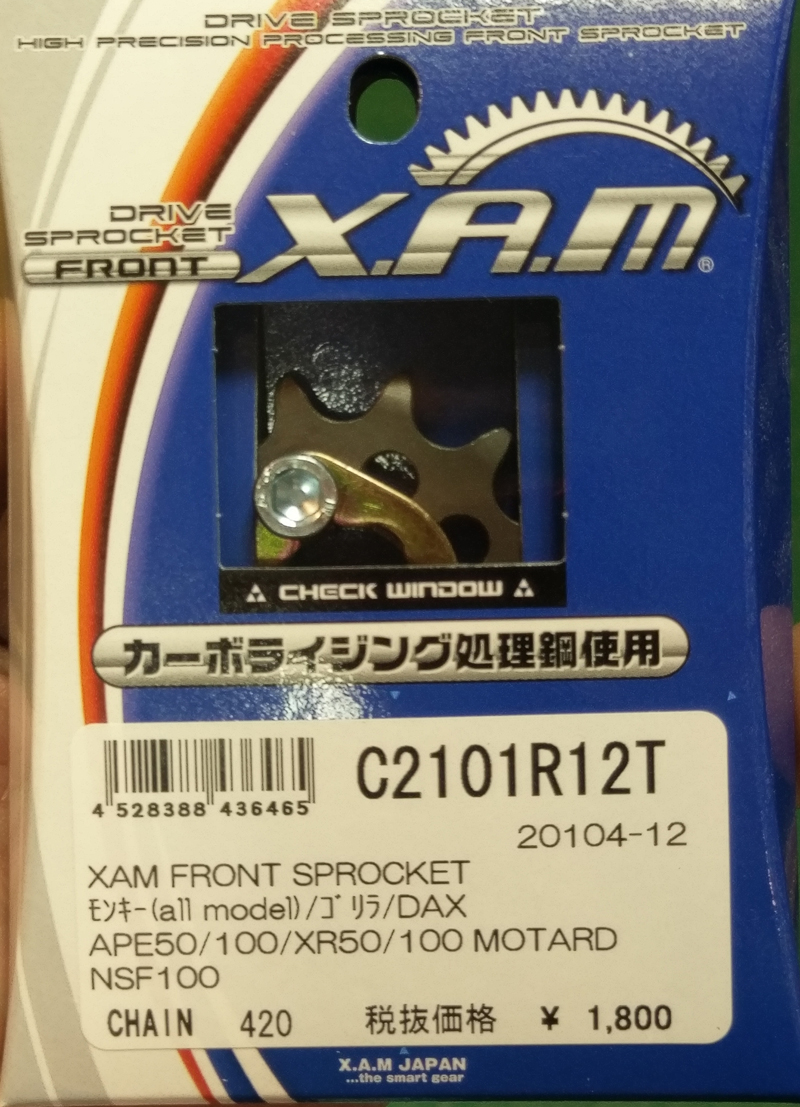 DRIVE SPROCKET
HIGH PRECISION PROCESSING FRONT SPROCKET
DRIVE
SPROCKET
FRONT
X.A.M®
CHECK WINDOW
カーボライジング処理鋼使用
4 528388 436465
C2101R12T
20104-12
XAM FRONT SPROCKET
ﾓﾝｷｰ(all model)/ｺﾞﾘﾗ/DAX
APE50/100/XR50/100 MOTARD
NSF100
CHAIN 420 税抜価格 ¥ 1,800
X.A.M JAPAN
...the smart gear